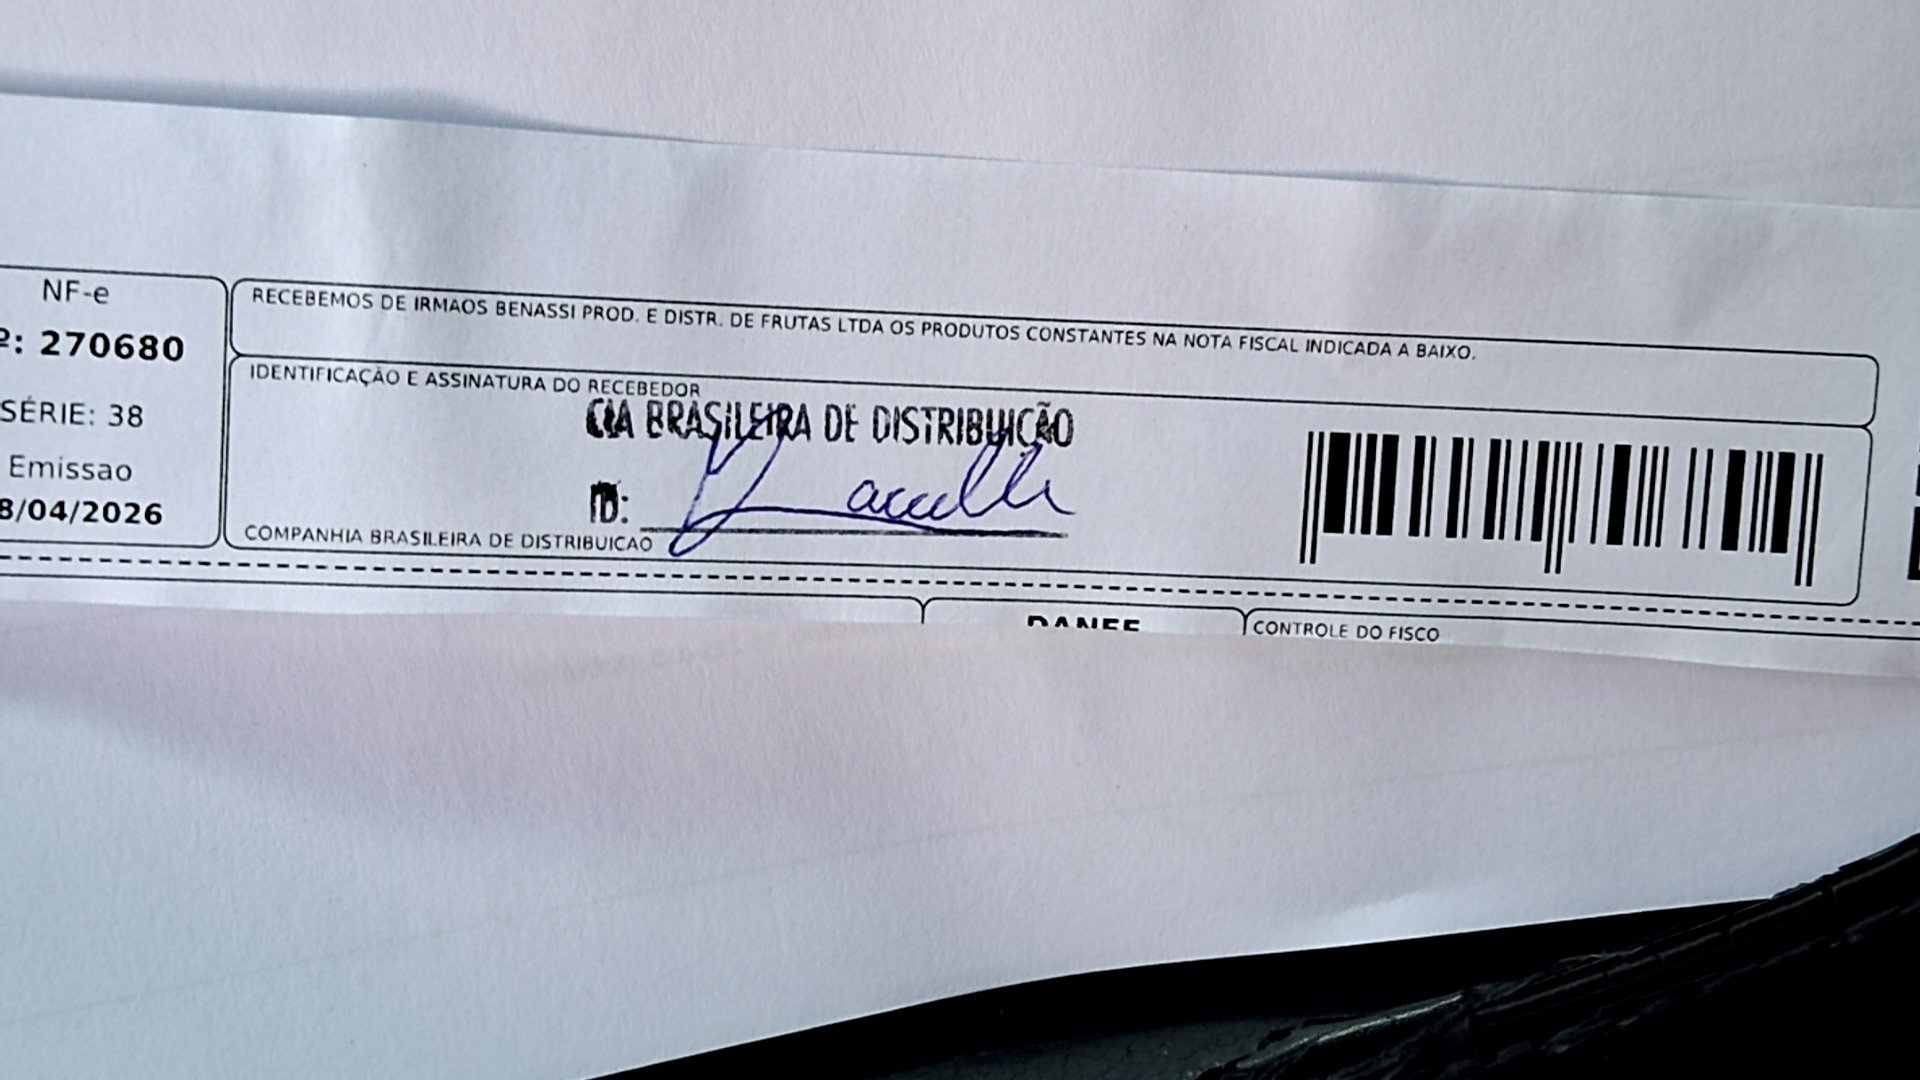 NF-e
º: 270680
SÉRIE: 38
Emissao
8/04/2026
RECEBEMOS DE IRMAOS BENASSI PROD. E DISTR. DE FRUTAS LTDA OS PRODUTOS CONSTANTES NA NOTA FISCAL INDICADA A BAIXO.
IDENTIFICAÇÃO E ASSINATURA DO RECEBEDOR
CIA BRASILEIRA DE DISTRIBUIÇÃO
ID:
COMPANHIA BRASILEIRA DE DISTRIBUICAO
DANFE
CONTROLE DO FISCO